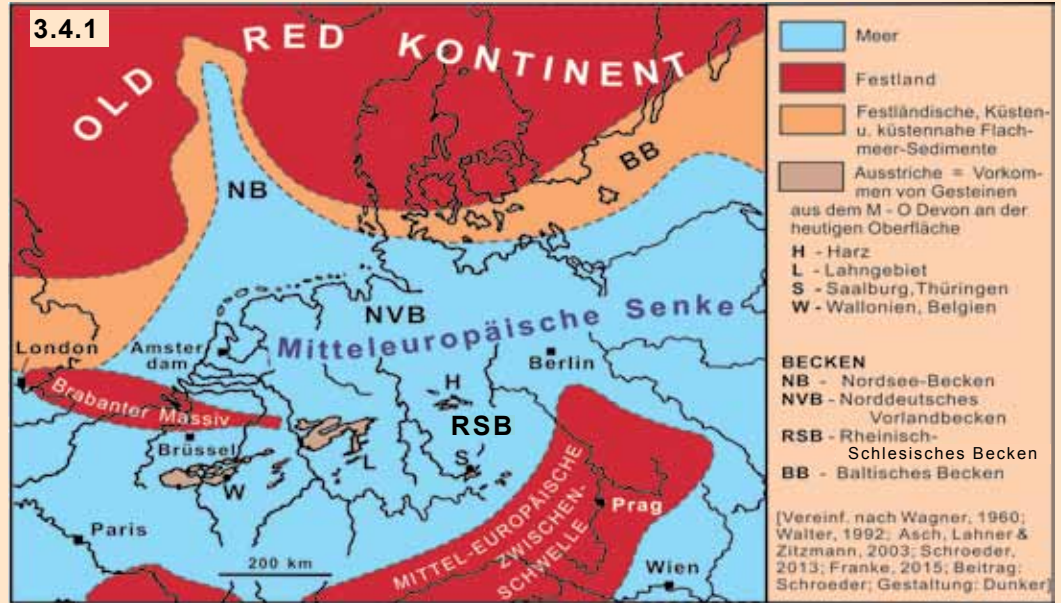 3.4.1
OLD RED KONTINENT
NB
BB
NVB
Mitteleuropäische Senke
London
Amster
dam
Berlin
Brabanter Massiv
H
Brüssel
RSB
L
S
W
MITTEL-EUROPÄISCHE
ZWISCHEN-
SCHWELLE
Prag
Paris
200 km
Wien
Meer
Festland
Festländische, Küsten-
u. küstennahe Flach-
meer-Sedimente
Ausstriche = Vorkom-
men von Gesteinen
aus dem M - O Devon an der
heutigen Oberfläche
H - Harz
L - Lahngebiet
S - Saalburg, Thüringen
W - Wallonien, Belgien
BECKEN
NB - Nordsee-Becken
NVB - Norddeutsches
Vorlandbecken
RSB - Rheinisch-
Schlesisches Becken
BB - Baltisches Becken
[Vereinf. nach Wagner, 1960;
Walter, 1992; Asch, Lahner &
Zitzmann, 2003; Schroeder,
2013; Franke, 2015; Beitrag:
Schroeder; Gestaltung: Dunker]